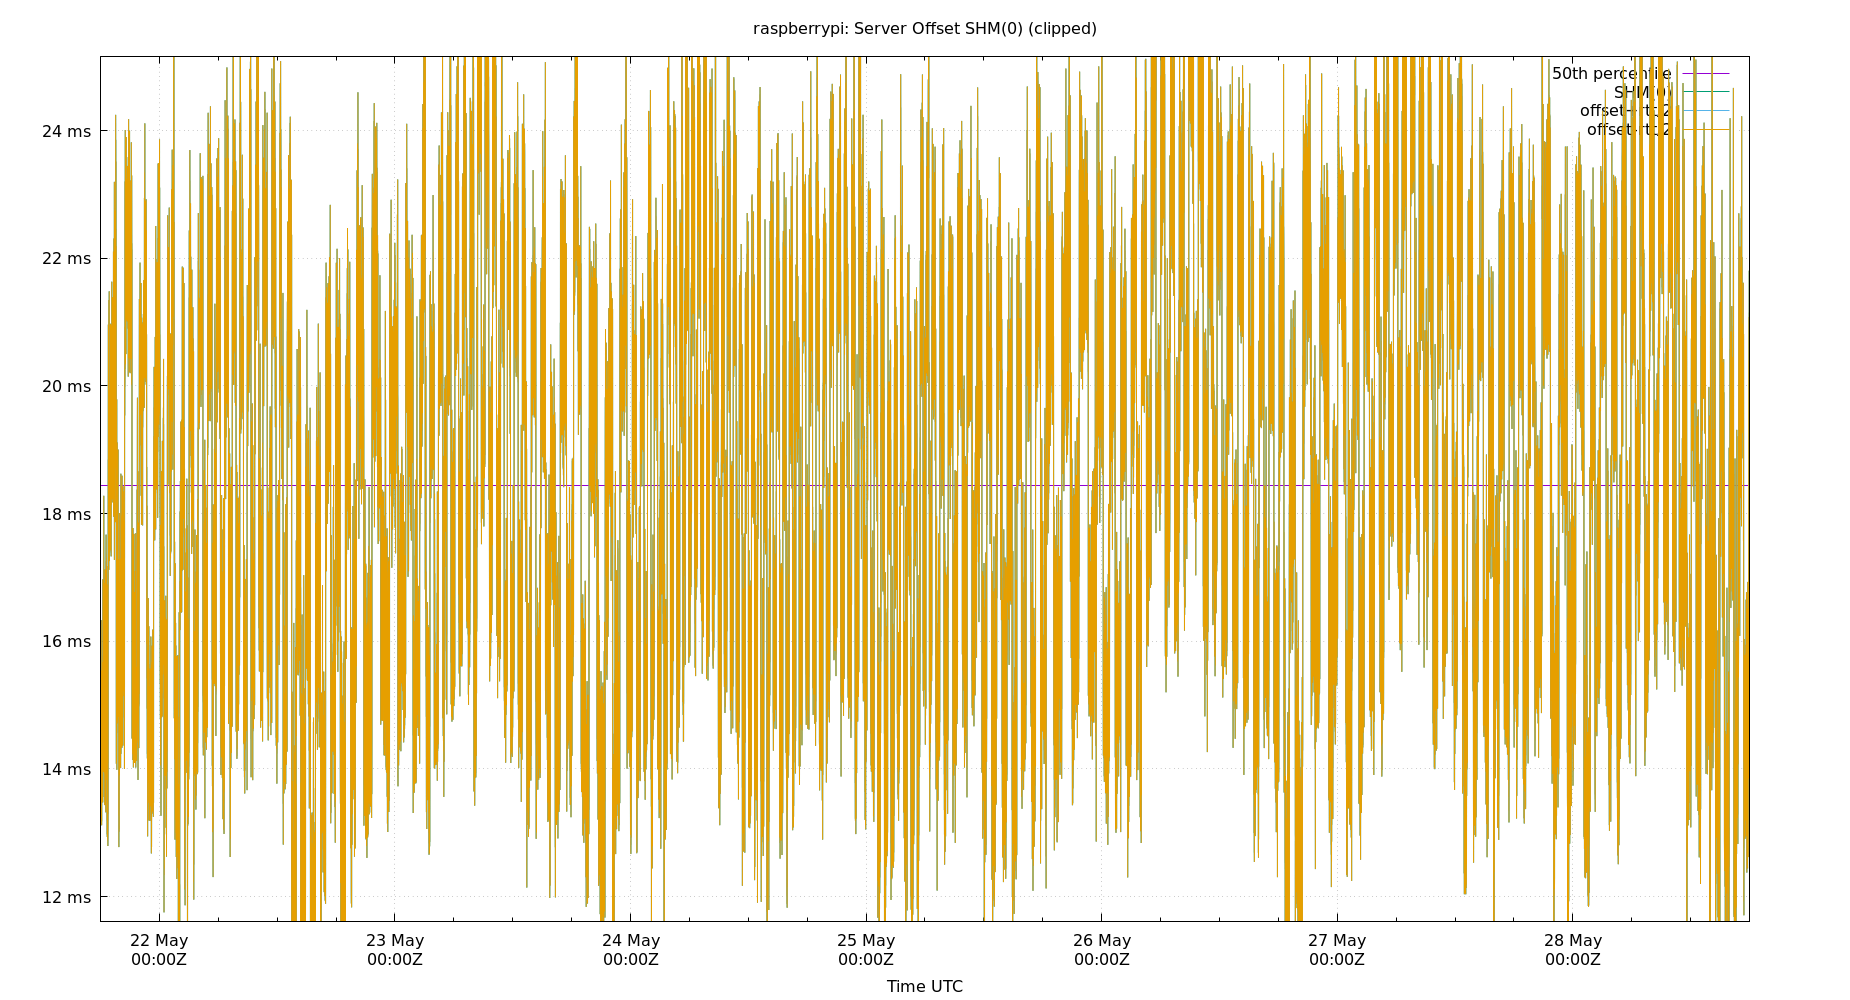 raspberrypi: Server Offset SHM(0) (clipped)
50th percentile
SHM(0)
24 ms
22 ms
20 ms
18 ms
16 ms
14 ms
12 ms
22 May 23 May 24 May 25 May 26 May 27 May 28 May
00:00Z 00:00Z 00:00Z 00:00Z 00:00Z 00:00Z 00:00Z
Time UTC